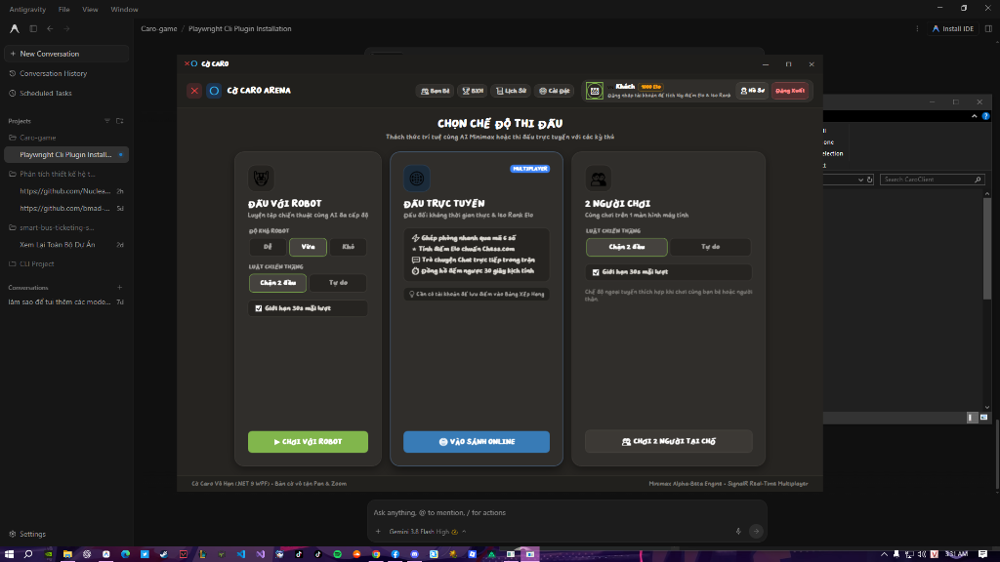 Antigravity File View Window
New Conversation
Conversation History
Scheduled Tasks
Projects
Caro-game
Playwright Cli Plugin Install...
Phân tích thiết kế hệ t...
https://github.com/Nuclea... 2h
https://github.com/bmad-... 5d
smart-bus-ticketing-s...
Xem Lại Toàn Bộ Dự Án 2d
CLI Project
Conversations
làm sao để tui thêm các mode... 7d
Settings
Caro-game / Playwright Cli Plugin Installation
Install IDE
CỜ CARO
CỜ CARO ARENA
Bạn Bè
BXH
Lịch Sử
Cài Đặt
Khách 1000 Elo
Đăng nhập tài khoản để tích lũy điểm Elo & leo Rank
Hồ Sơ
Đăng Xuất
CHỌN CHẾ ĐỘ THI ĐẤU
Thách thức trí tuệ cùng AI Minimax hoặc thi đấu trực tuyến với các kỳ thủ
ĐẤU VỚI ROBOT
Luyện tập chiến thuật cùng AI đa cấp độ
ĐỘ KHÓ ROBOT
Dễ Vừa Khó
LUẬT CHIẾN THẮNG
Chặn 2 đầu Tự do
Giới hạn 30s mỗi lượt
CHƠI VỚI ROBOT
MULTIPLAYER
ĐẤU TRỰC TUYẾN
Đấu đối kháng thời gian thực & leo Rank Elo
Ghép phòng nhanh qua mã 6 số
Tính điểm Elo chuẩn Chess.com
Trò chuyện Chat trực tiếp trong trận
Đồng hồ đếm ngược 30 giây kịch tính
Cần có tài khoản để lưu điểm vào Bảng Xếp Hạng
VÀO SẢNH ONLINE
2 NGƯỜI CHƠI
Cùng chơi trên 1 màn hình máy tính
LUẬT CHIẾN THẮNG
Chặn 2 đầu Tự do
Giới hạn 30s mỗi lượt
Chế độ ngoại tuyến thích hợp khi chơi cùng bạn bè hoặc người
thân.
CHƠI 2 NGƯỜI TẠI CHỖ
Cờ Caro Vô Hạn (.NET 9 WPF) • Bàn cờ vô tận Pan & Zoom
Minimax Alpha-Beta Engine • SignalR Real-Time Multiplayer
one
election
Search CaroClient
Ask anything, @ to mention, / for actions
Gemini 3.8 Flash High
3:31 AM